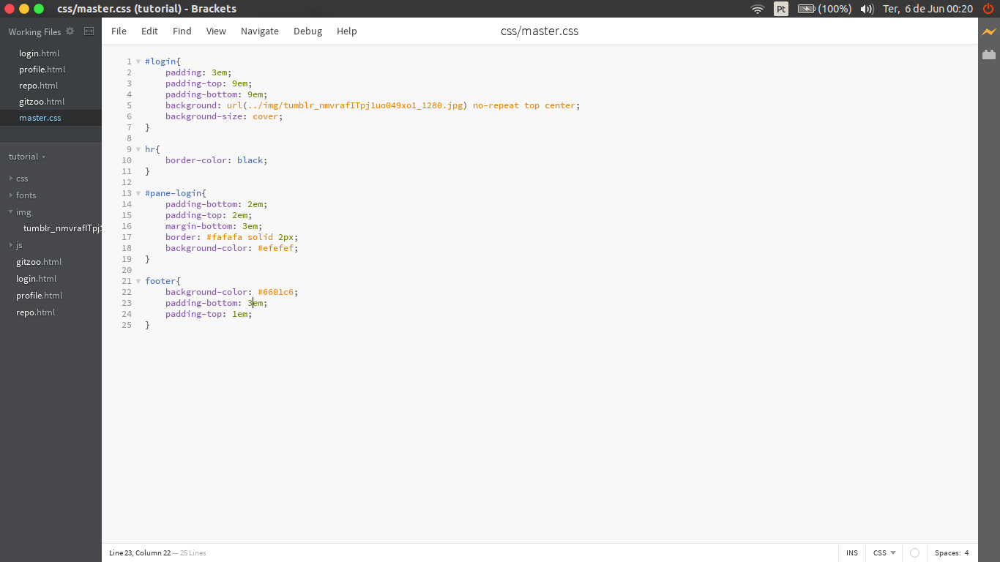 css/master.css (tutorial) - Brackets
Pt (100%) Ter, 6 de Jun 00:20
Working Files
login.html
profile.html
repo.html
gitzoo.html
master.css
tutorial
css
fonts
img
tumblr_nmvrafITpj1
js
gitzoo.html
login.html
profile.html
repo.html
File Edit Find View Navigate Debug Help
css/master.css
1 #login{
2 padding: 3em;
3 padding-top: 9em;
4 padding-bottom: 9em;
5 background: url(../img/tumblr_nmvrafITpj1uo049xo1_1280.jpg) no-repeat top center;
6 background-size: cover;
7 }
8
9 hr{
10 border-color: black;
11 }
12
13 #pane-login{
14 padding-bottom: 2em;
15 padding-top: 2em;
16 margin-bottom: 3em;
17 border: #fafafa solid 2px;
18 background-color: #efefef;
19 }
20
21 footer{
22 background-color: #6601c6;
23 padding-bottom: 3em;
24 padding-top: 1em;
25 }
Line 23, Column 22 — 25 Lines
INS CSS Spaces: 4